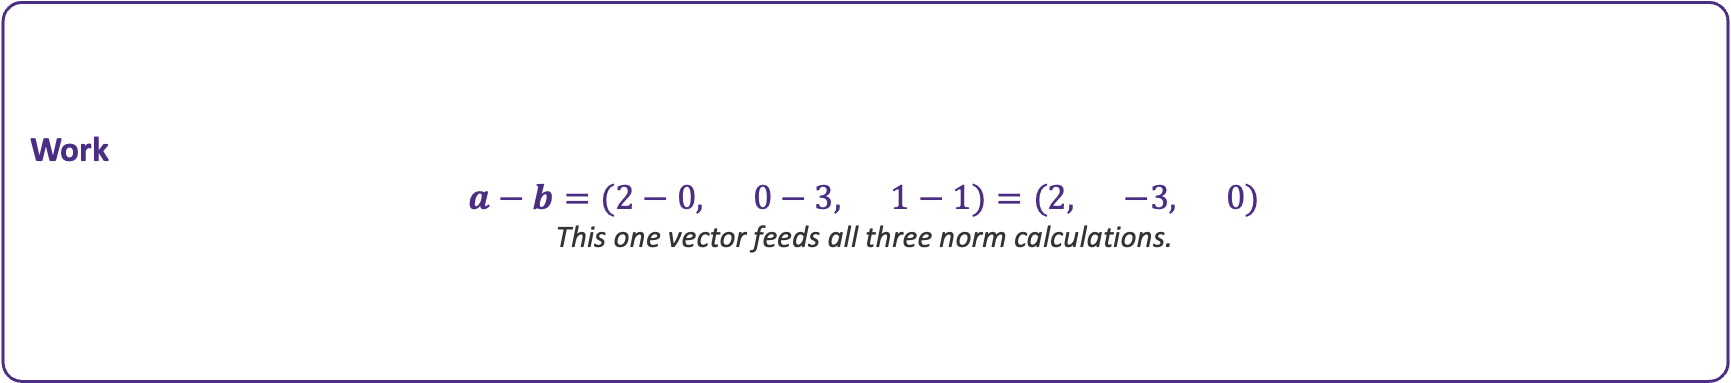 Work
a − b = (2 − 0, 0 − 3, 1 − 1) = (2, −3, 0)
This one vector feeds all three norm calculations.